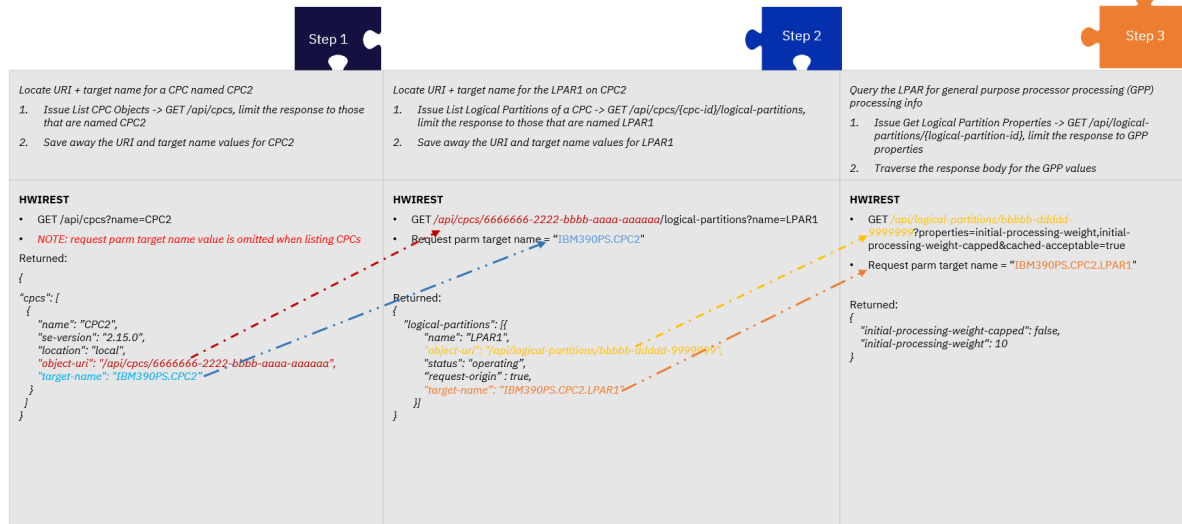 Step 1
Step 2
Step 3
Locate URI + target name for a CPC named CPC2
1. Issue List CPC Objects -> GET /api/cpcs, limit the response to those
that are named CPC2
2. Save away the URI and target name values for CPC2
Locate URI + target name for the LPAR1 on CPC2
1. Issue List Logical Partitions of a CPC -> GET /api/cpcs/{cpc-id}/logical-partitions,
limit the response to those that are named LPAR1
2. Save away the URI and target name values for LPAR1
Query the LPAR for general purpose processor processing (GPP)
processing info
1. Issue Get Logical Partition Properties -> GET /api/logical-
partitions/{logical-partition-id}, limit the response to GPP
properties
2. Traverse the response body for the GPP values
HWIREST
• GET /api/cpcs?name=CPC2
• NOTE: request parm target name value is omitted when listing CPCs
Returned:
{
"cpcs": [
{
"name": "CPC2",
"se-version": "2.15.0",
"location": "local",
"object-uri": "/api/cpcs/6666666-2222-bbbb-aaaa-aaaaaa",
"target-name": "IBM390PS.CPC2"
}
]
}
HWIREST
• GET /api/cpcs/6666666-2222-bbbb-aaaa-aaaaaa/logical-partitions?name=LPAR1
• Request parm target name = "IBM390PS.CPC2"
Returned:
{
"logical-partitions": [{
"name": "LPAR1",
"object-uri": "/api/logical-partitions/bbbbb-ddddd-9999999",
"status": "operating",
"request-origin" : true,
"target-name": "IBM390PS.CPC2.LPAR1"
}]
}
HWIREST
• GET /api/logical-partitions/bbbbb-ddddd-
9999999?properties=initial-processing-weight,initial-
processing-weight-capped&cached-acceptable=true
• Request parm target name = "IBM390PS.CPC2.LPAR1"
Returned:
{
"initial-processing-weight-capped": false,
"initial-processing-weight": 10
}